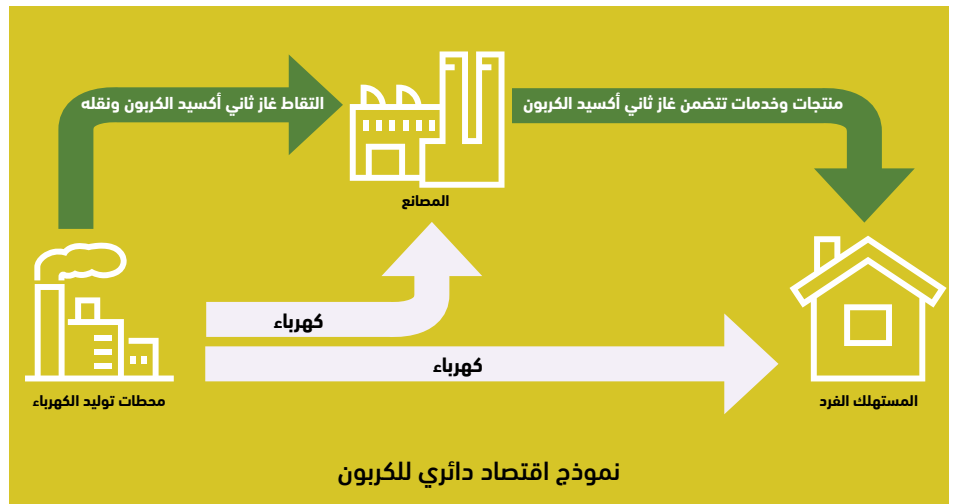 منتجات وخدمات تتضمن غاز ثاني أكسيد الكربون
التقاط غاز ثاني أكسيد الكربون ونقله
المصانع
كهرباء
كهرباء
المستهلك الفرد
محطات توليد الكهرباء
نموذج اقتصاد دائري للكربون